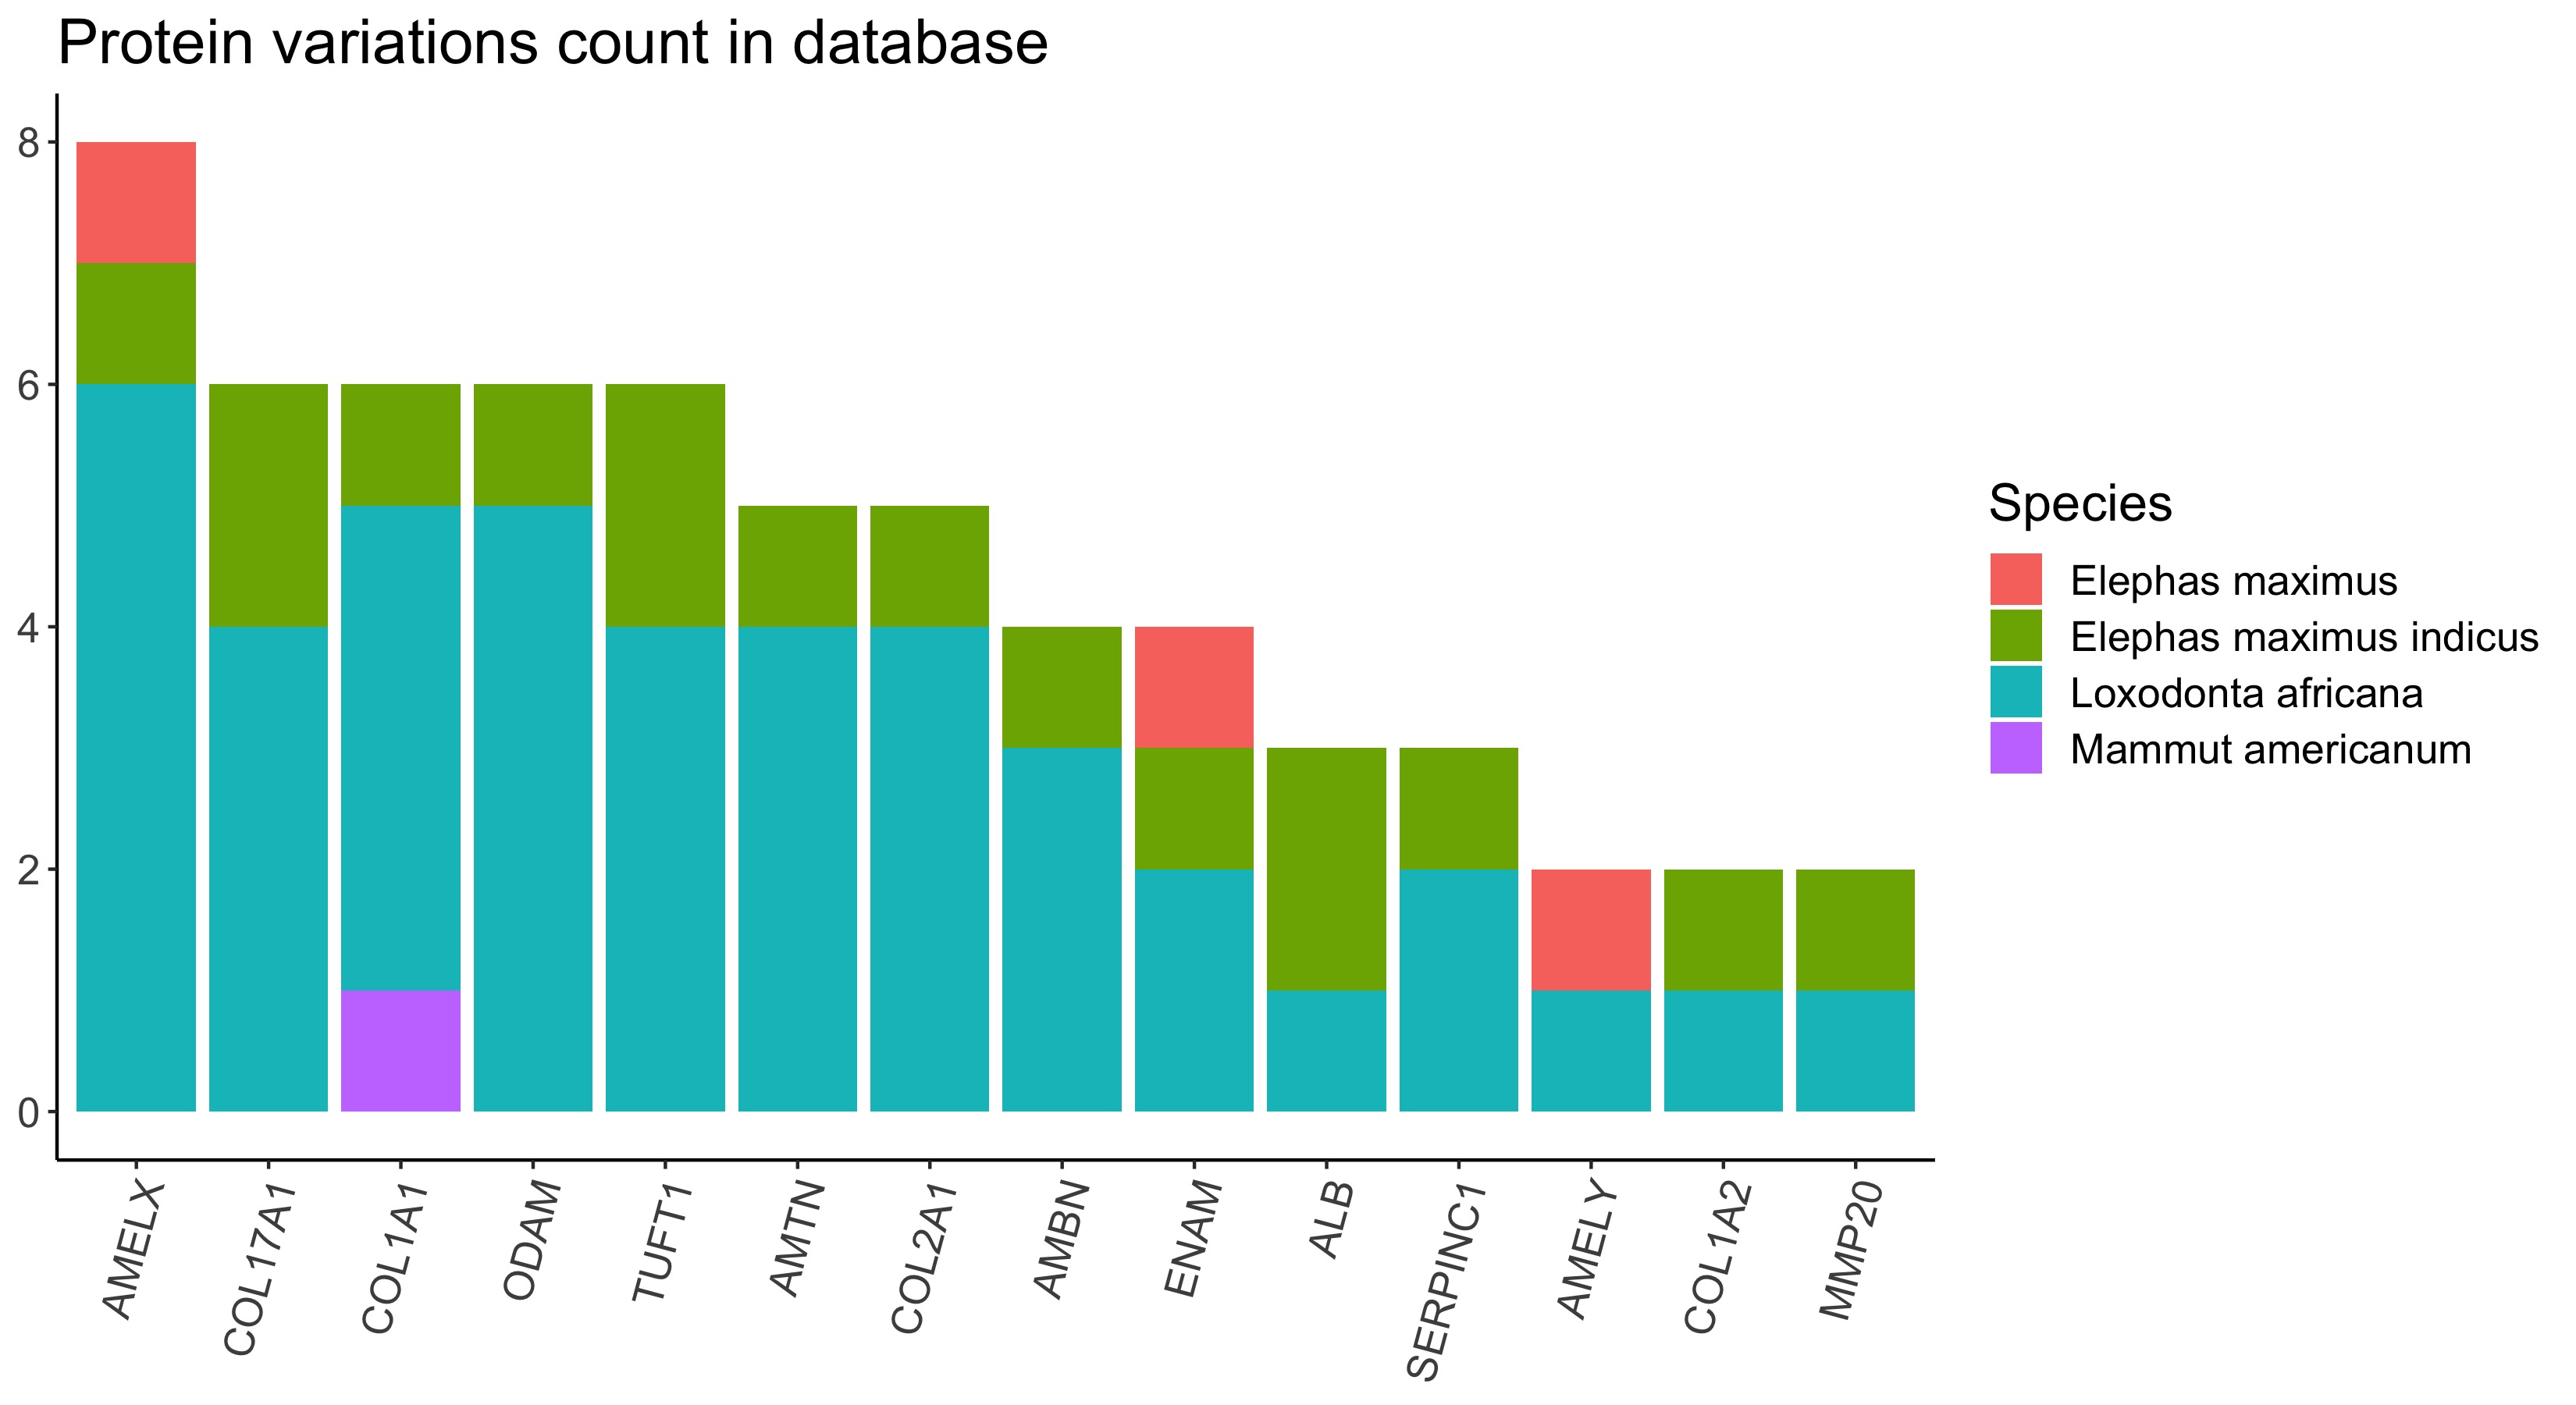 Protein variations count in database
8
6
4
2
0
AMELX
COL17A1
COL1A1
ODAM
TUFT1
AMTN
COL2A1
AMBN
ENAM
ALB
SERPINC1
AMELY
COL1A2
MMP20
Species
Elephas maximus
Elephas maximus indicus
Loxodonta africana
Mammut americanum